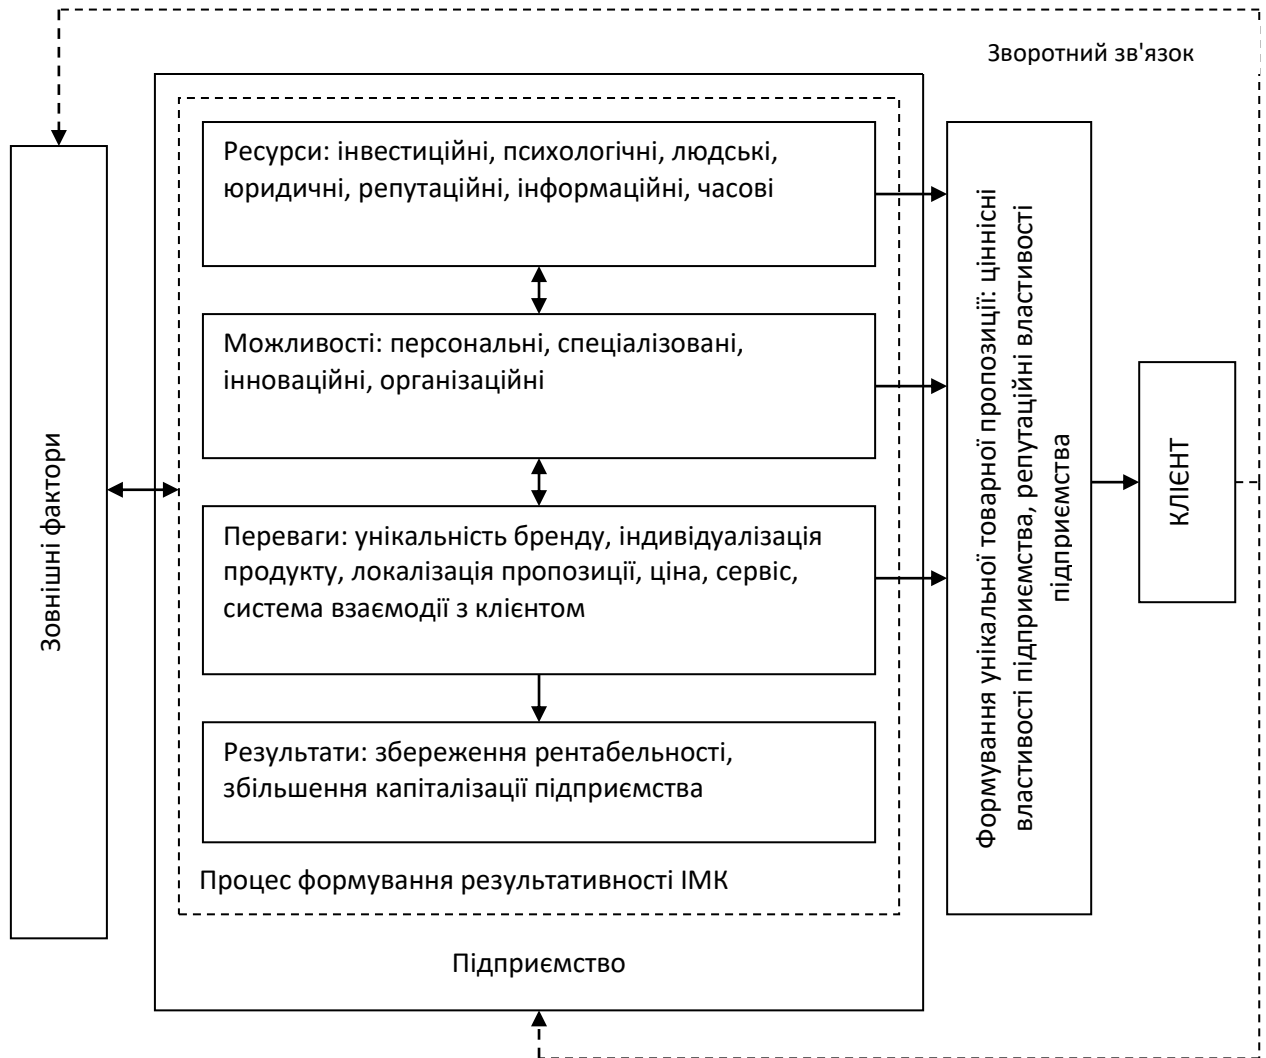 Зворотний зв'язок
Зовнішні фактори
Ресурси: інвестиційні, психологічні, людські,
юридичні, репутаційні, інформаційні, часові
Можливості: персональні, спеціалізовані,
інноваційні, організаційні
Переваги: унікальність бренду, індивідуалізація
продукту, локалізація пропозиції, ціна, сервіс,
система взаємодії з клієнтом
Результати: збереження рентабельності,
збільшення капіталізації підприємства
Процес формування результативності ІМК
Підприємство
Формування унікальної товарної пропозиції: ціннісні
властивості підприємства, репутаційні властивості
підприємства
КЛІЄНТ